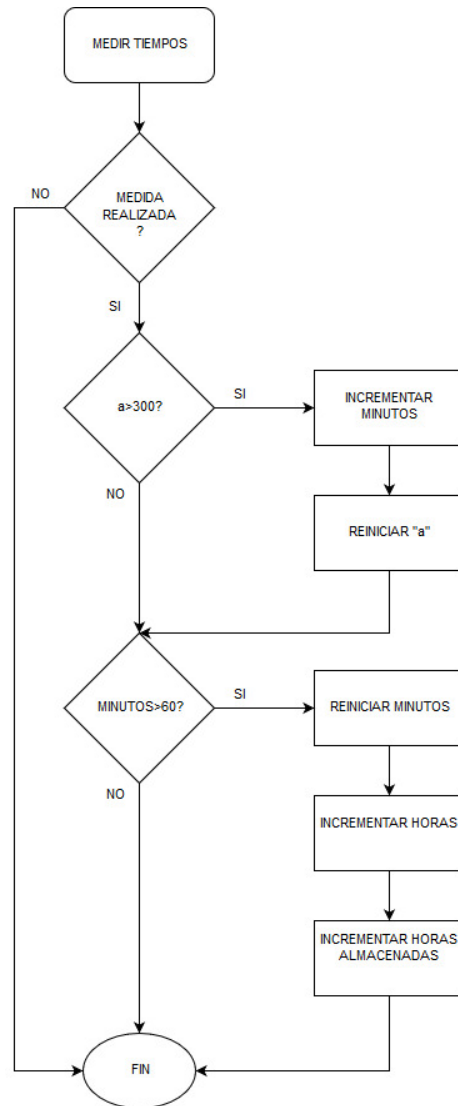 MEDIR TIEMPOS
NO
MEDIDA
REALIZADA
?
SI
a>300?
SI
INCREMENTAR
MINUTOS
NO
REINICIAR "a"
MINUTOS>60?
SI
REINICIAR MINUTOS
NO
INCREMENTAR HORAS
INCREMENTAR HORAS
ALMACENADAS
FIN